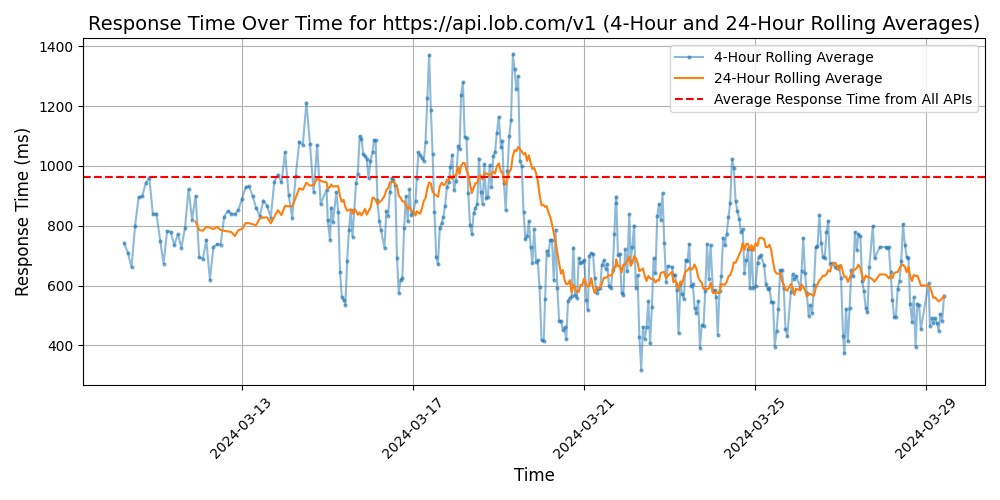 Response Time Over Time for https://api.lob.com/v1 (4-Hour and 24-Hour Rolling Averages)
4-Hour Rolling Average
24-Hour Rolling Average
Average Response Time from All APIs
Response Time (ms)
1400
1200
1000
800
600
400
2024-03-13
2024-03-17
2024-03-21
2024-03-25
2024-03-29
Time